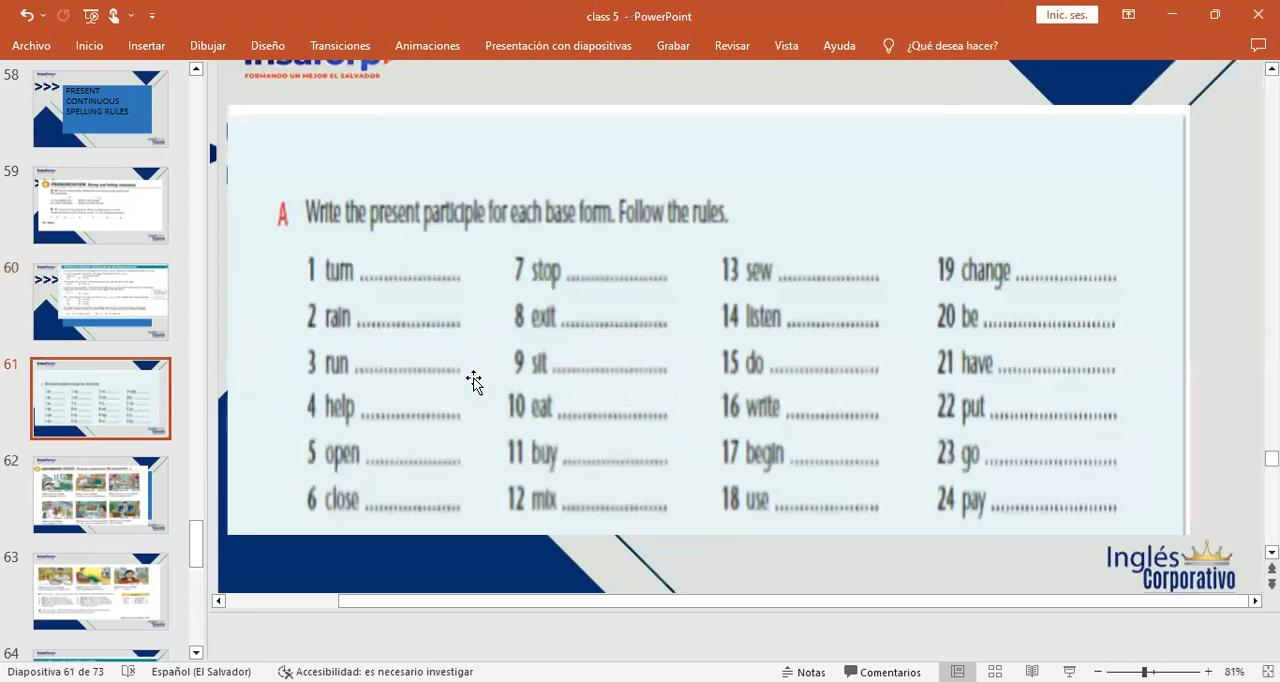 class 5 - PowerPoint
Inic. ses.
Archivo Inicio Insertar Dibujar Diseño Transiciones Animaciones Presentación con diapositivas Grabar Revisar Vista Ayuda ¿Qué desea hacer?
58
PRESENT
CONTINUOUS
SPELLING RULES
59
60
61
62
63
64
FORMANDO UN MEJOR EL SALVADOR
A Write the present participle for each base form. Follow the rules.
1 turn ....................
2 rain ....................
3 run ....................
4 help ....................
5 open ....................
6 close ....................
7 stop ....................
8 exit ....................
9 sit ....................
10 eat ....................
11 buy ....................
12 mix ....................
13 sew ....................
14 listen ....................
15 do ....................
16 write ....................
17 begin ....................
18 use ....................
19 change ....................
20 be ....................
21 have ....................
22 put ....................
23 go ....................
24 pay ....................
Inglés
Corporativo
Diapositiva 61 de 73 Español (El Salvador) Accesibilidad: es necesario investigar Notas Comentarios 81%